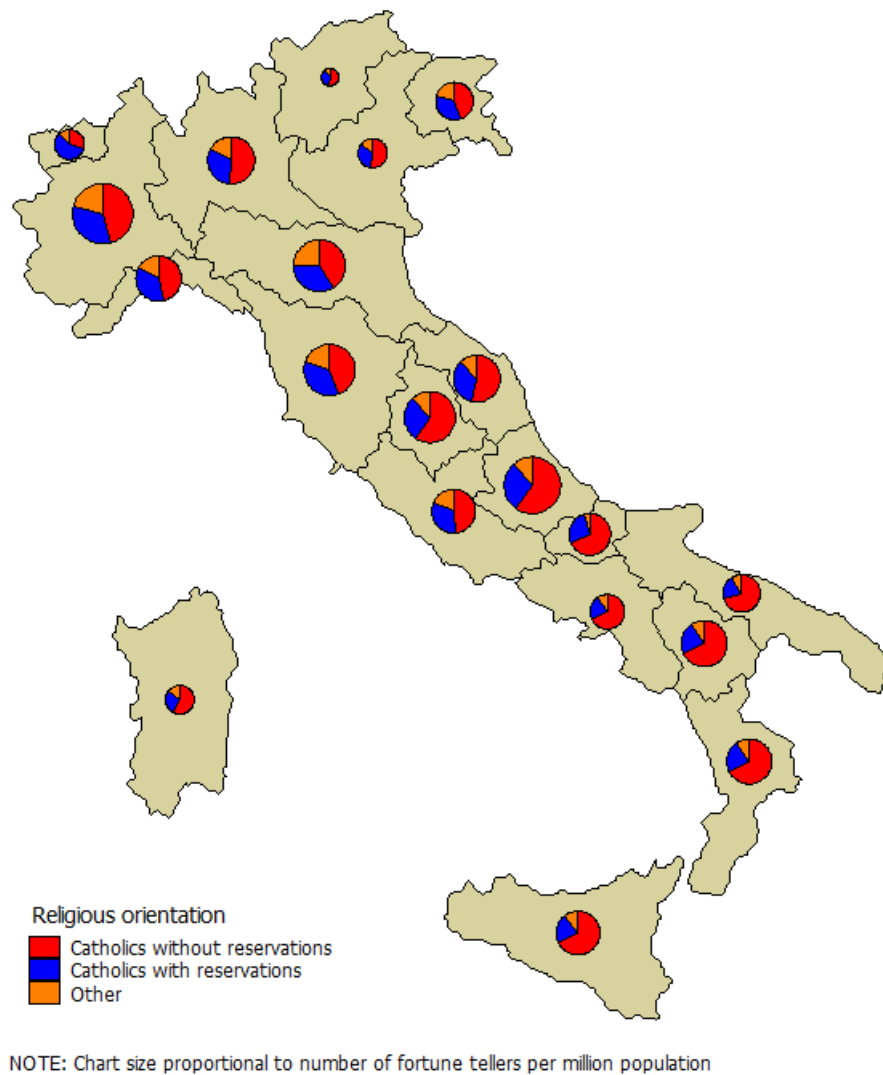 Religious orientation
Catholics without reservations
Catholics with reservations
Other
NOTE: Chart size proportional to number of fortune tellers per million population